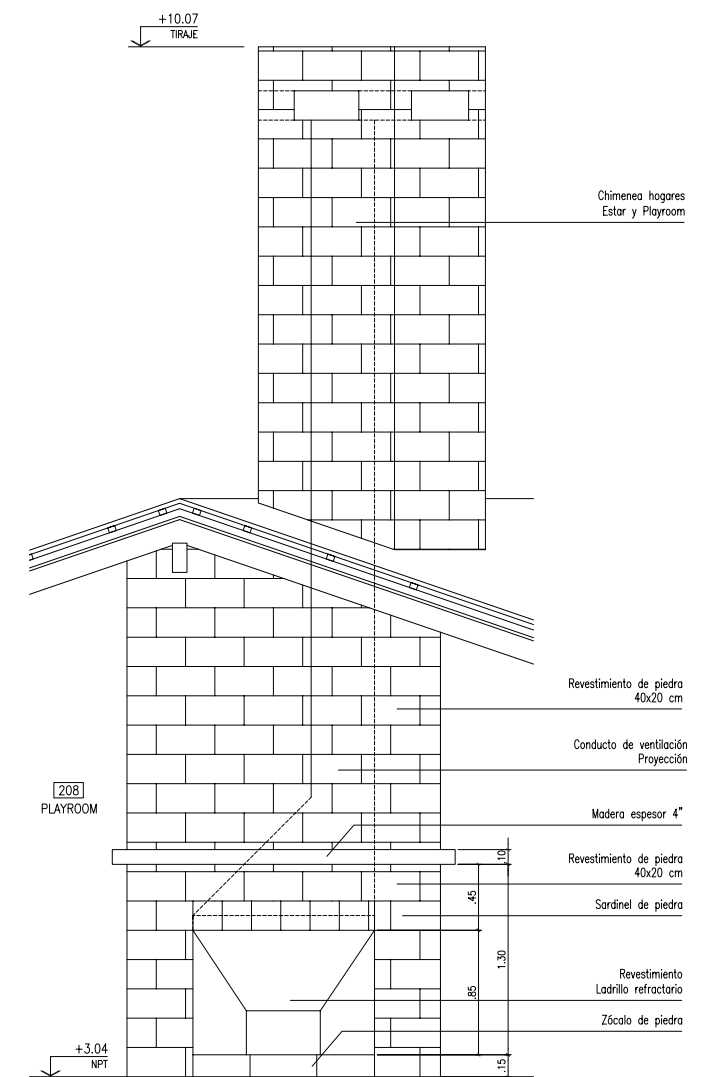 +10.07
TIRAJE
Chimenea hogares
Estar y Playroom
Revestimiento de piedra
40x20 cm
Conducto de ventilación
Proyección
208
PLAYROOM
Madera espesor 4"
.10
Revestimiento de piedra
40x20 cm
.45
Sardinel de piedra
1.30
.85
Revestimiento
Ladrillo refractario
Zócalo de piedra
+3.04
NPT
.15